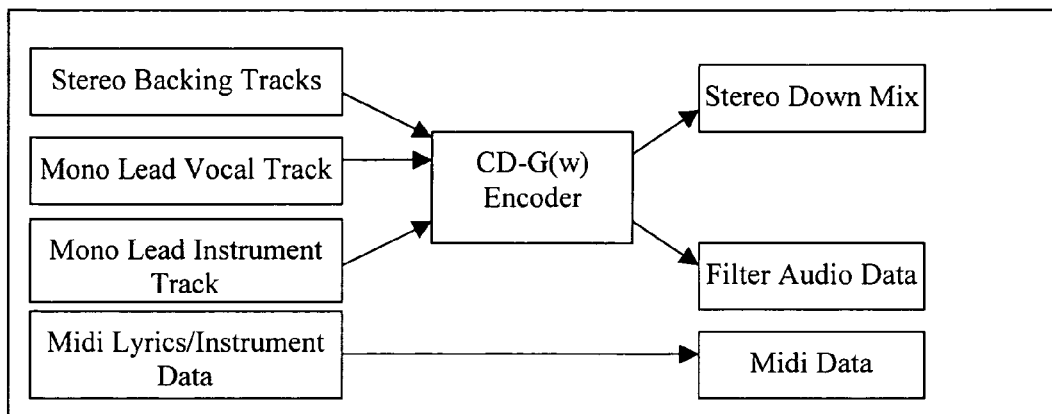 Stereo Backing Tracks
Mono Lead Vocal Track
Mono Lead Instrument
Track
Midi Lyrics/Instrument
Data
CD-G(w)
Encoder
Stereo Down Mix
Filter Audio Data
Midi Data